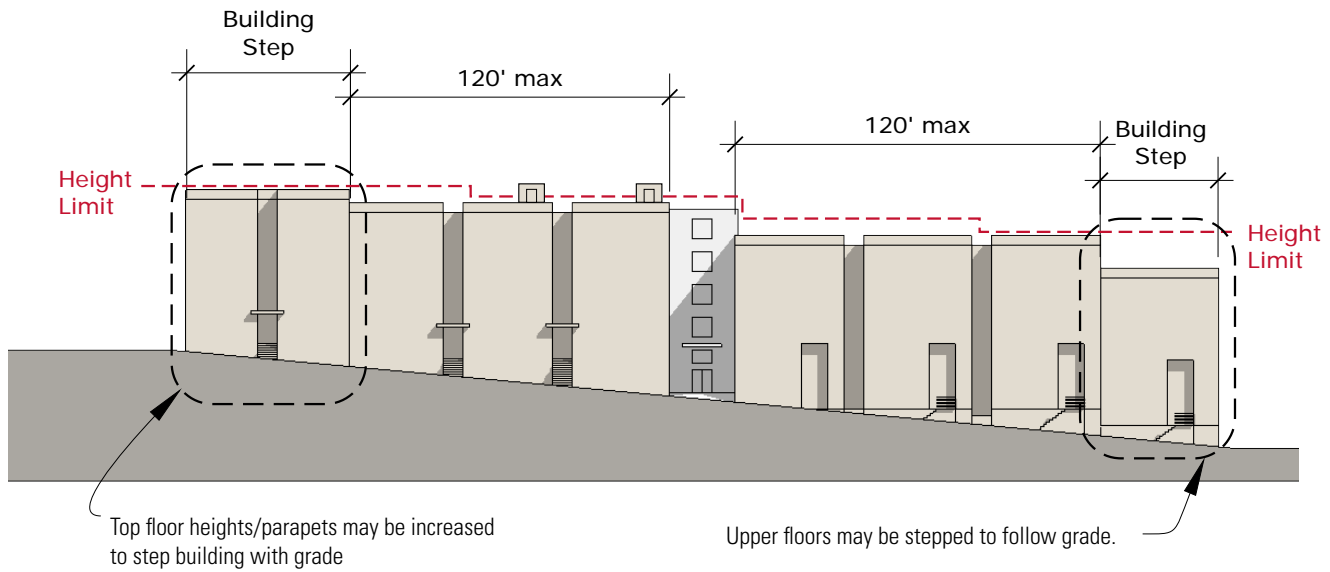 Building
Step
120' max
120' max
Building
Step
Height
Limit
Height
Limit
Top floor heights/parapets may be increased
to step building with grade
Upper floors may be stepped to follow grade.